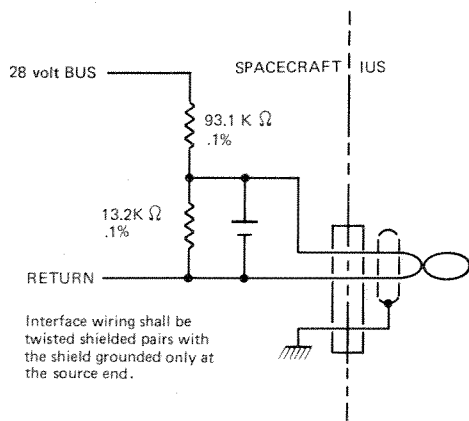 SPACECRAFT IUS
28 volt BUS
93.1 K Ω
.1%
13.2K Ω
.1%
RETURN
Interface wiring shall be
twisted shielded pairs with
the shield grounded only at
the source end.